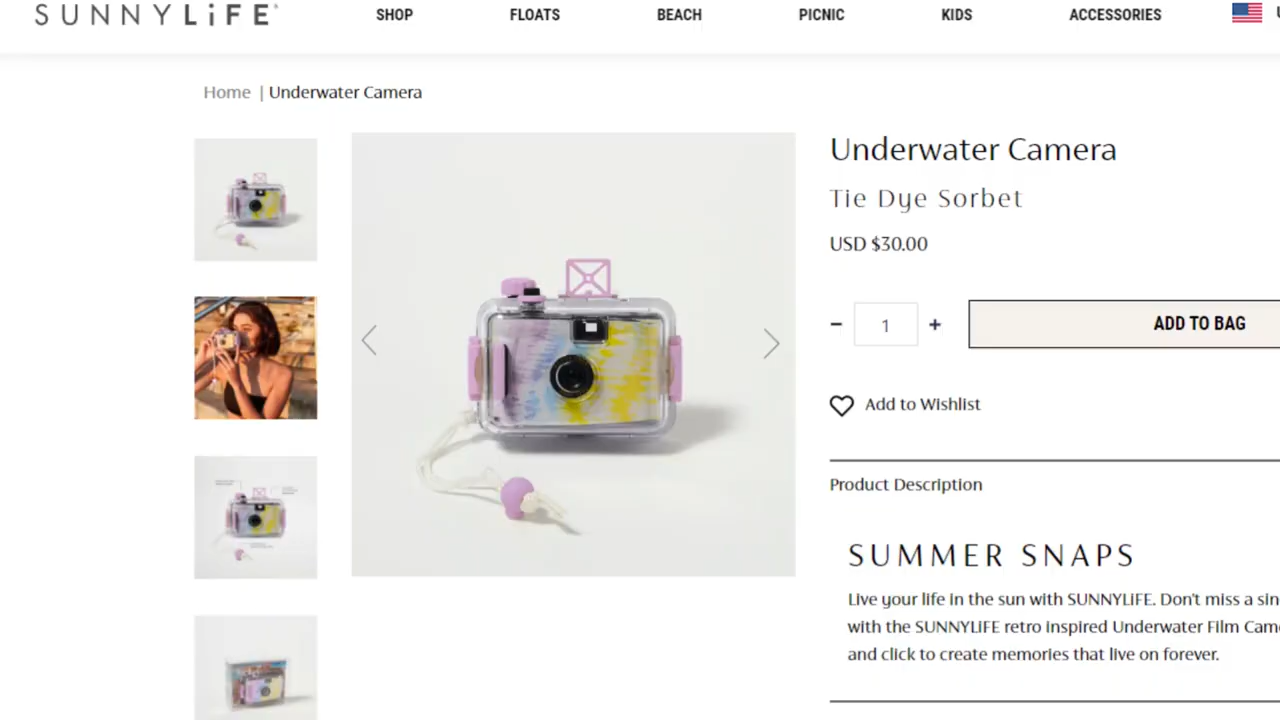 SUNNYLiFE
SHOP FLOATS BEACH PICNIC KIDS ACCESSORIES
Home | Underwater Camera
Underwater Camera
Tie Dye Sorbet
USD $30.00
− 1 + ADD TO BAG
Add to Wishlist
Product Description
SUMMER SNAPS
Live your life in the sun with SUNNYLiFE. Don't miss a
with the SUNNYLiFE retro inspired Underwater Film
and click to create memories that live on forever.